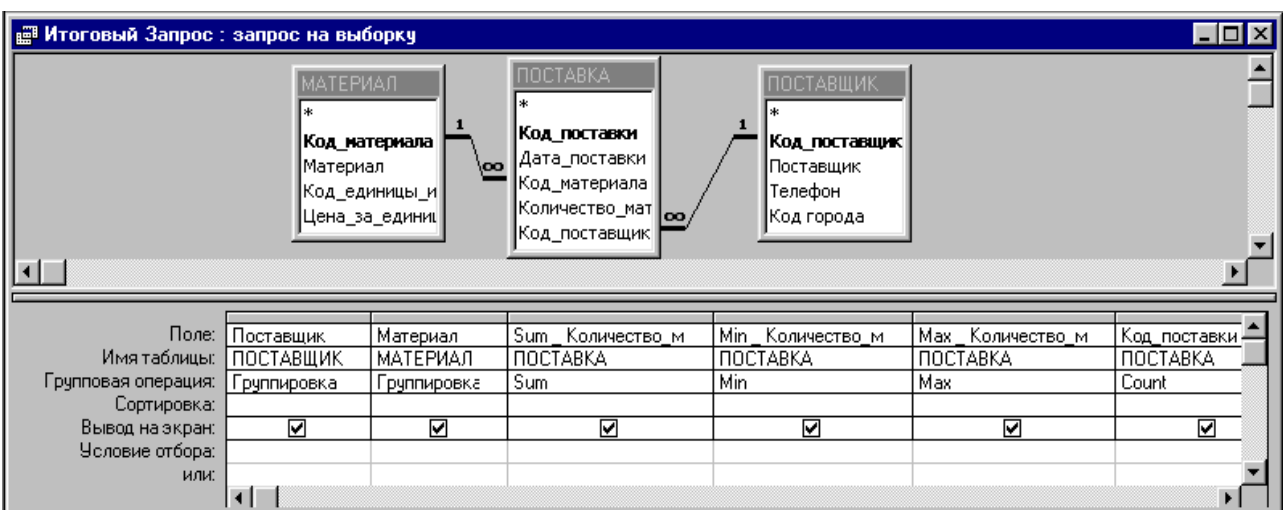 Итоговый Запрос : запрос на выборку
МАТЕРИАЛ
*
Код_материала
Материал
Код_единицы_и
Цена_за_едини
1
∞
ПОСТАВКА
*
Код_поставки
Дата_поставки
Код_материала
Количество_мат
Код_поставщик
1
∞
ПОСТАВЩИК
*
Код_поставщик
Поставщик
Телефон
Код города
Поле: Поставщик Материал Sum _ Количество_м Min _ Количество_м Max _ Количество_м Код_поставки
Имя таблицы: ПОСТАВЩИК МАТЕРИАЛ ПОСТАВКА ПОСТАВКА ПОСТАВКА ПОСТАВКА
Групповая операция: Группировка Группировка Sum Min Max Count
Сортировка:
Вывод на экран:
Условие отбора:
или: